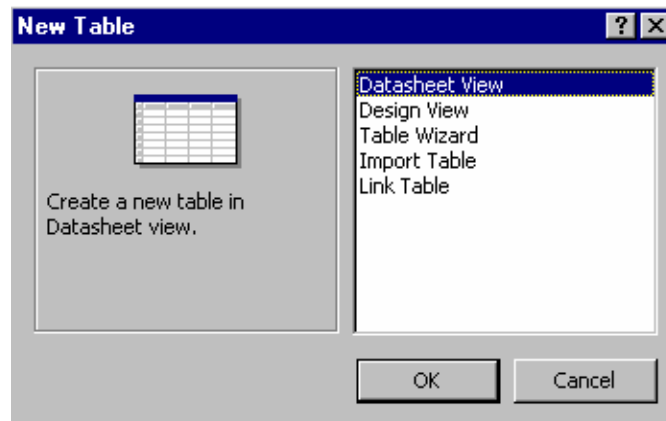 New Table
Create a new table in
Datasheet view.
Datasheet View
Design View
Table Wizard
Import Table
Link Table
OK
Cancel